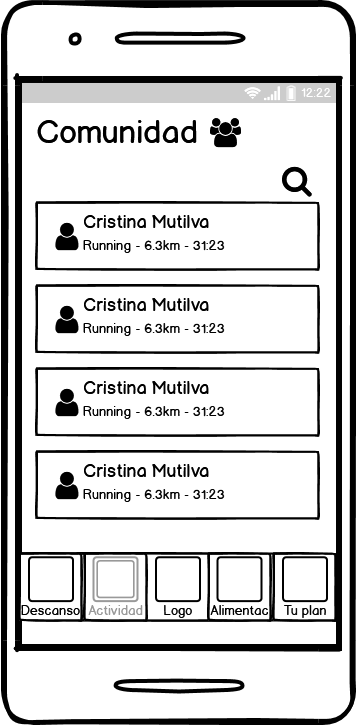 12:22
Comunidad
Cristina Mutilva
Running - 6.3km - 31:23
Cristina Mutilva
Running - 6.3km - 31:23
Cristina Mutilva
Running - 6.3km - 31:23
Cristina Mutilva
Running - 6.3km - 31:23
Descanso Actividad Logo Alimentac Tu plan